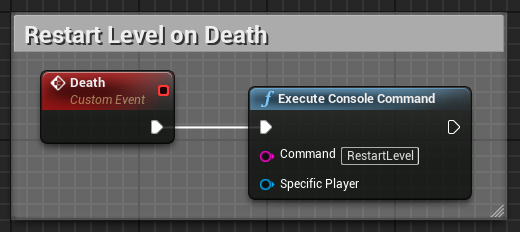 Restart Level on Death
Death
Custom Event
f Execute Console Command
Command RestartLevel
Specific Player